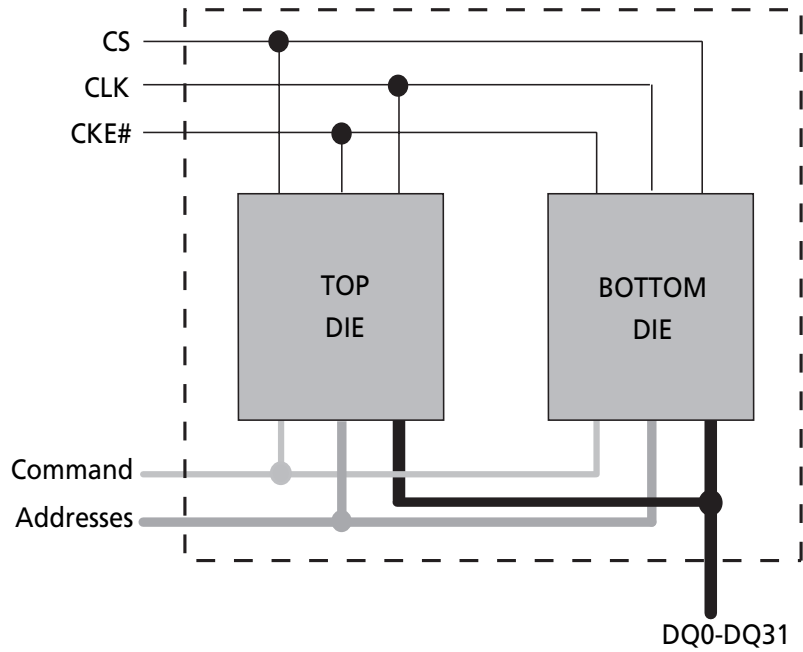 CS
CLK
CKE#
TOP
DIE
BOTTOM
DIE
Command
Addresses
DQ0-DQ31